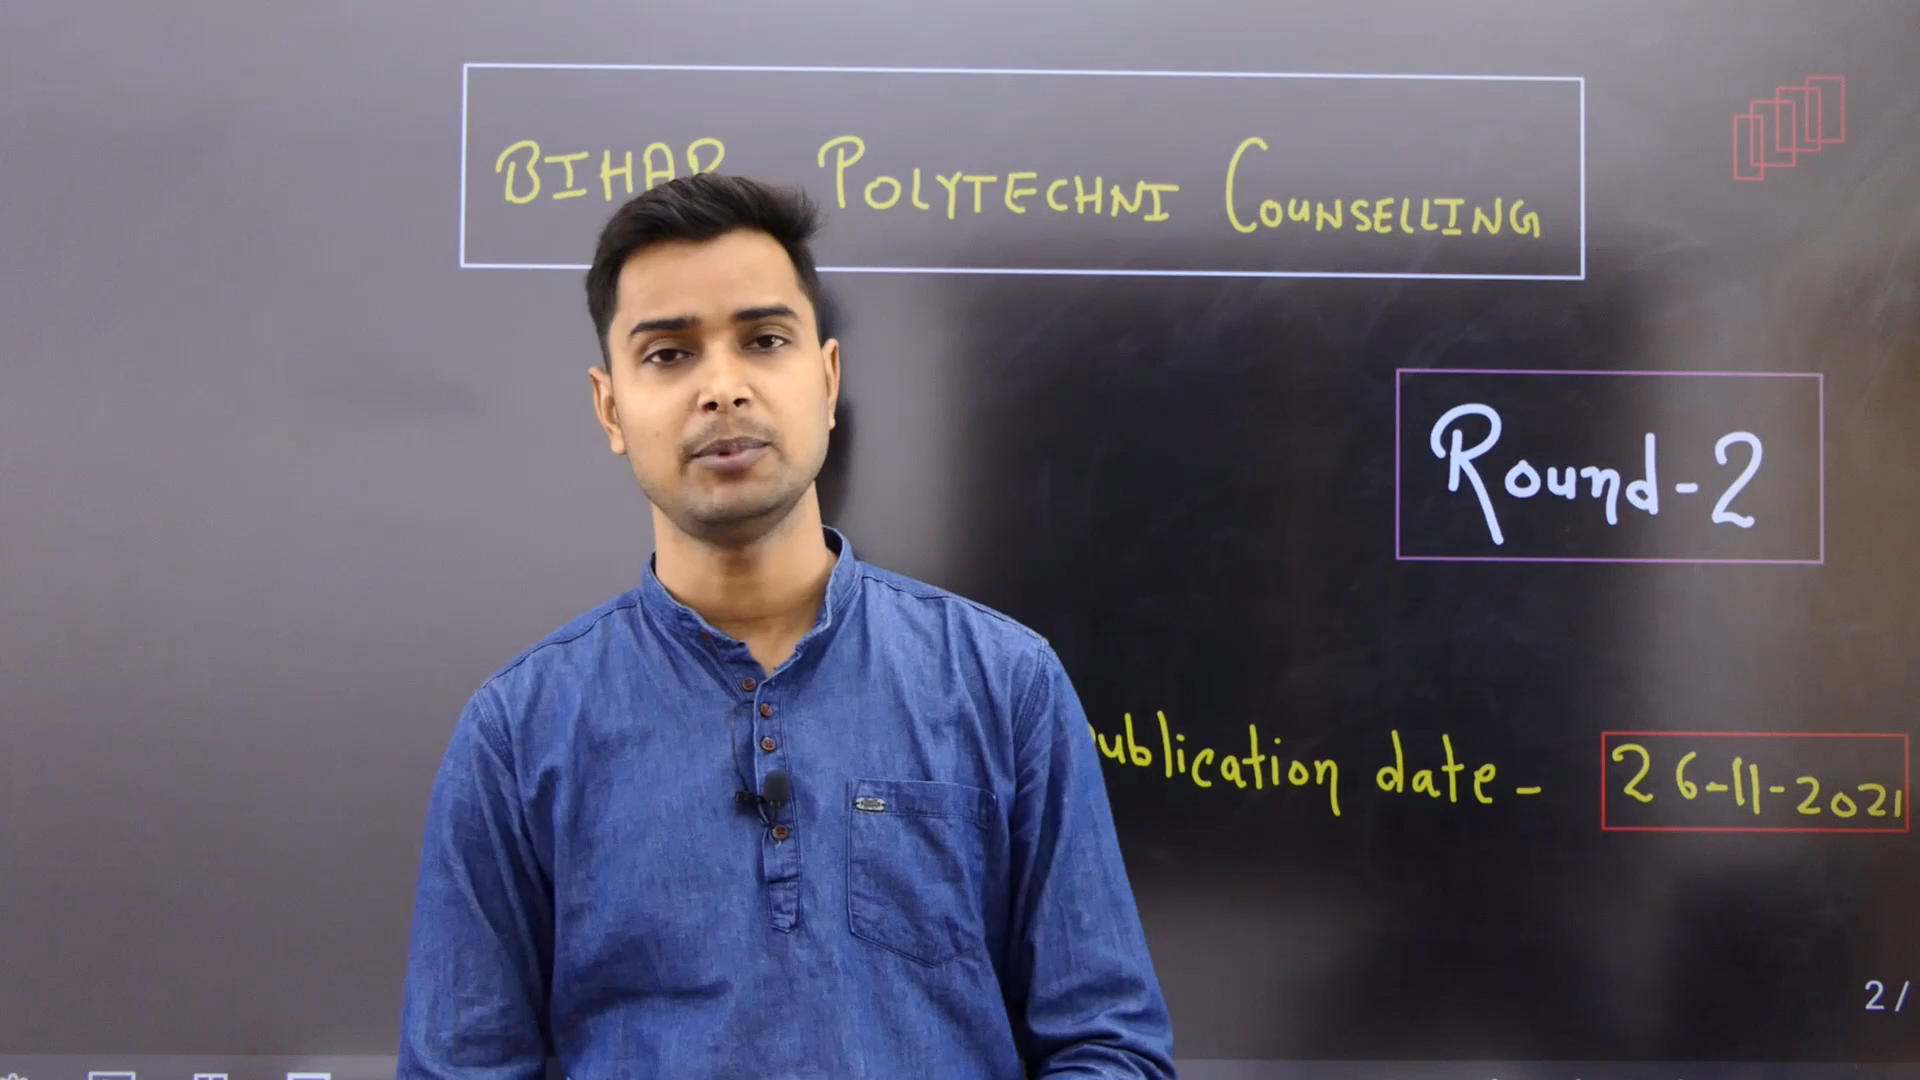 BIHAR POLYTECHNI COUNSELLING
Round-2
ublication date - 26-11-2021
2 /